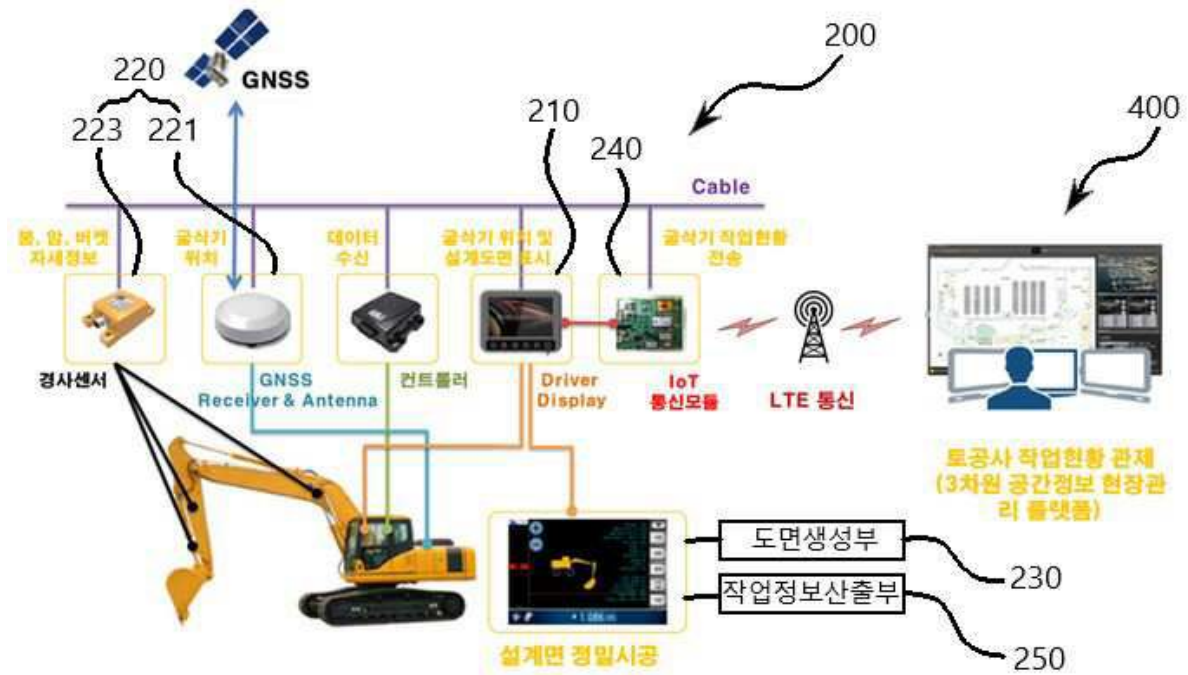 200
GNSS
220
210
400
223
221
240
Cable
붐, 암, 버켓
자세정보
굴삭기
위치
데이터
수신
굴삭기 위치 및
설계도면 표시
굴삭기 작업현황
전송
경사센서
GNSS
Receiver & Antenna
컨트롤러
Driver
Display
IoT
통신모듈
LTE 통신
토공사 작업현황 관제
(3차원 공간정보 현장관
리 플랫폼)
도면생성부
230
작업정보산출부
250
설계면 정밀시공